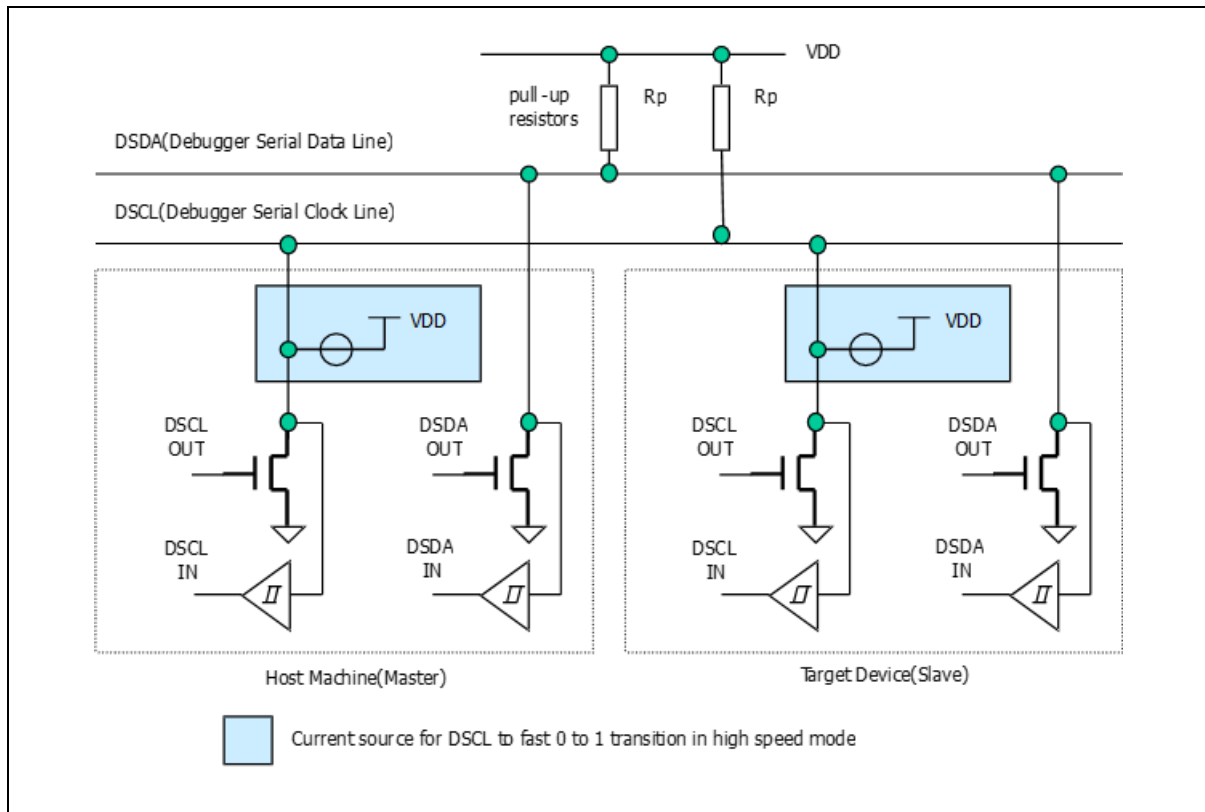 VDD
pull -up
resistors
Rp
Rp
DSDA(Debugger Serial Data Line)
DSCL(Debugger Serial Clock Line)
VDD
VDD
DSCL
OUT
DSDA
OUT
DSCL
OUT
DSDA
OUT
DSCL
IN
DSDA
IN
DSCL
IN
DSDA
IN
Host Machine(Master)
Target Device(Slave)
Current source for DSCL to fast 0 to 1 transition in high speed mode